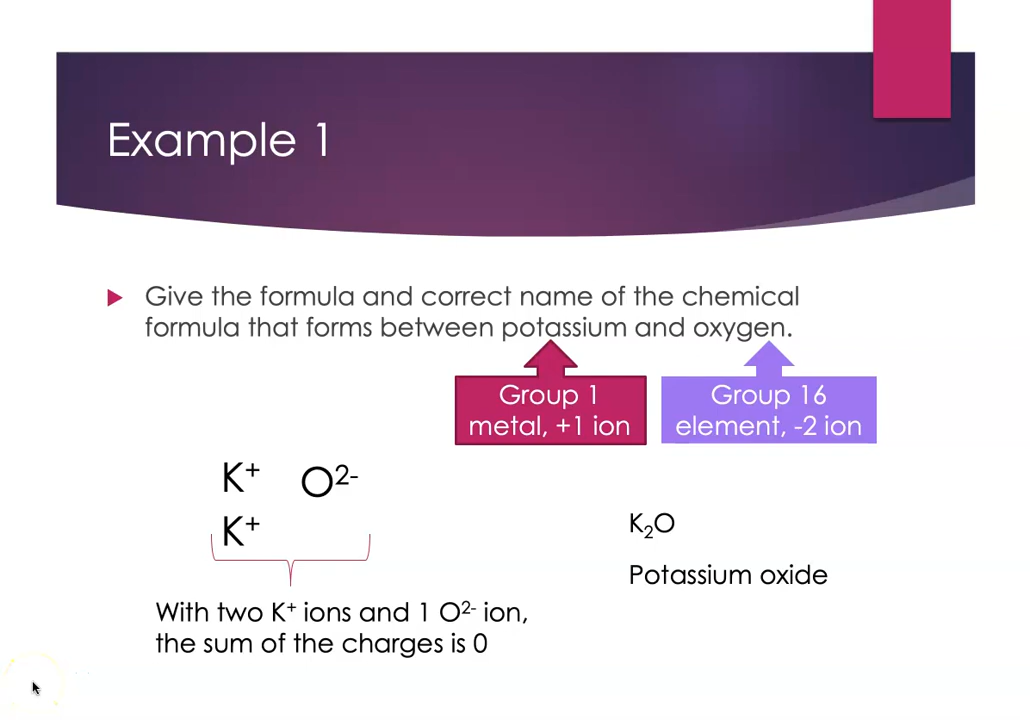 Example 1
Give the formula and correct name of the chemical
formula that forms between potassium and oxygen.
Group 1
metal, +1 ion
Group 16
element, -2 ion
K⁺ O²⁻
K⁺
With two K⁺ ions and 1 O²⁻ ion,
the sum of the charges is 0
K₂O
Potassium oxide